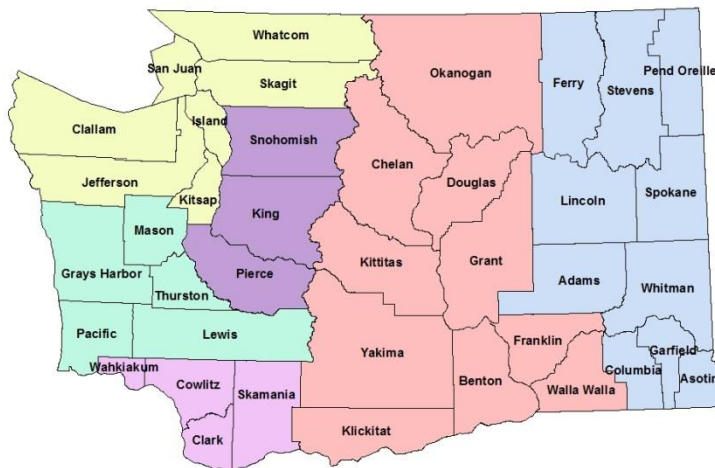 Whatcom
San Juan
Skagit
Okanogan
Ferry
Stevens
Pend Oreille
Island
Clallam
Snohomish
Chelan
Jefferson
Douglas
Kitsap
Lincoln
Spokane
King
Mason
Kittitas
Grant
Grays Harbor
Pierce
Adams
Whitman
Thurston
Pacific
Lewis
Franklin
Yakima
Garfield
Wahkiakum
Columbia
Asotin
Cowlitz
Skamania
Benton
Walla Walla
Klickitat
Clark